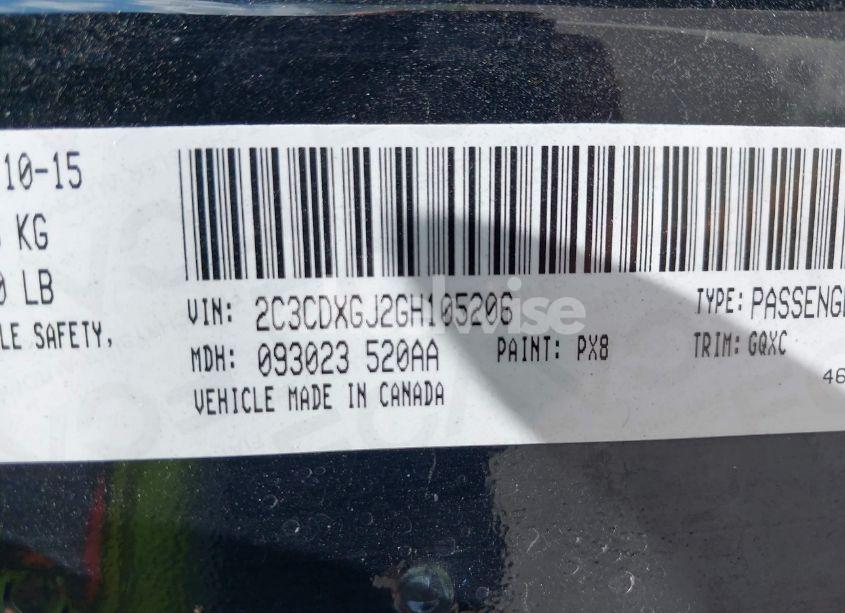 10-15
KG
LB
LE SAFETY,
VIN: 2C3CDXGJ2GH105206
TYPE: PASSENGE
MDH: 093023 520AA
PAINT: PX8
TRIM: GQXC
VEHICLE MADE IN CANADA
46